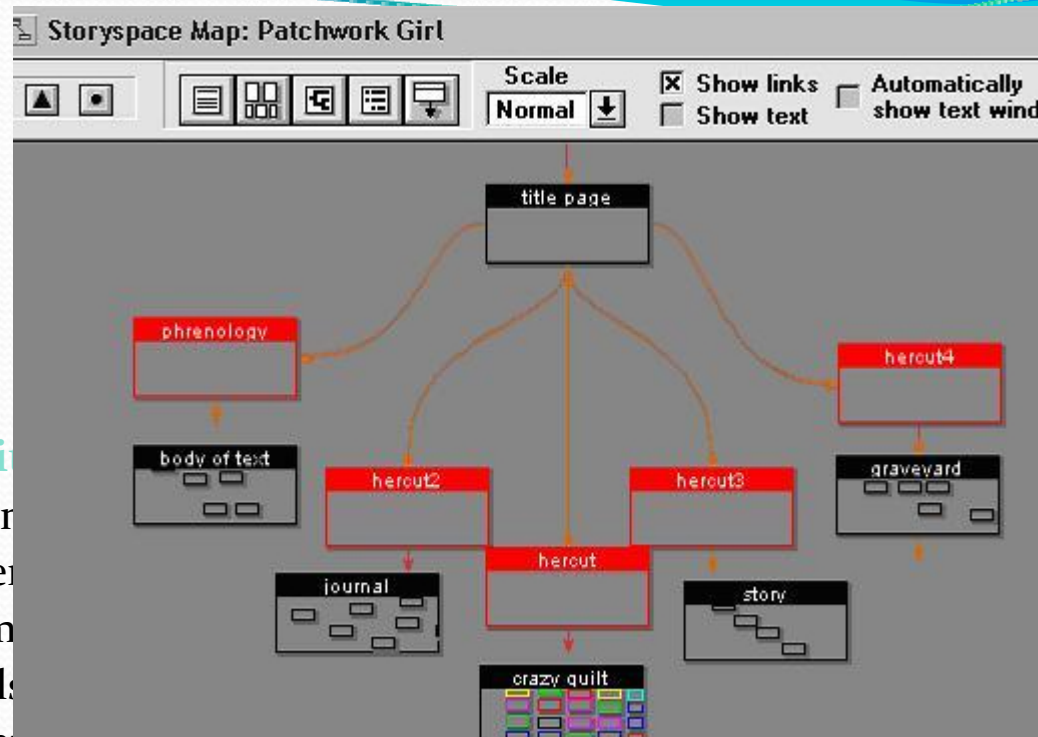 Storyspace Map: Patchwork Girl
Scale
Normal
Show links
Show text
Automatically
show text wind
title page
phrenology
hercut4
body of text
hercut2
hercut3
graveyard
hercut
journal
story
crazy quilt